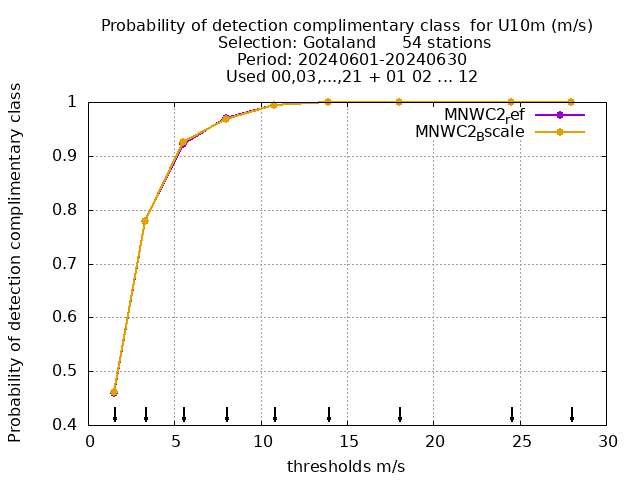 Probability of detection complimentary class  for U10m (m/s)
Selection: Gotaland     54 stations
Period: 20240601-20240630
Used 00,03,...,21 + 01 02 ... 12
Probability of detection complimentary class
MNWC2ref
MNWC2Bscale
1
0.9
0.8
0.7
0.6
0.5
0.4
0 5 10 15 20 25 30
thresholds m/s